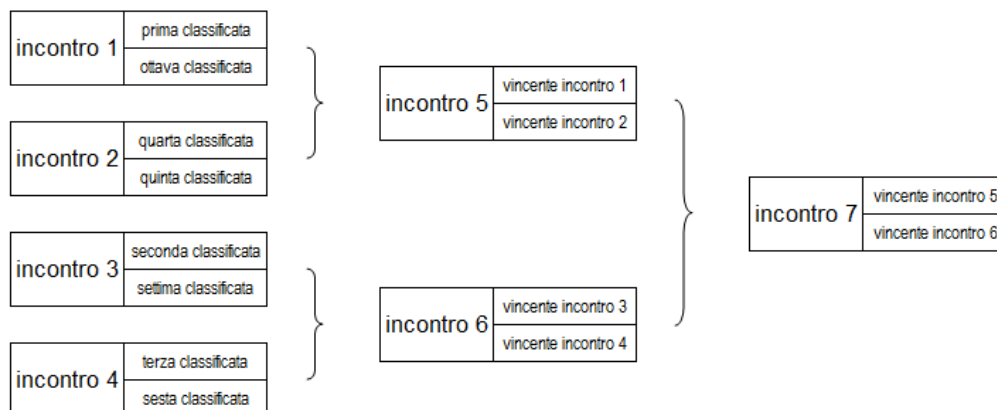 incontro 1
prima classificata
ottava classificata
incontro 2
quarta classificata
quinta classificata
incontro 3
seconda classificata
settima classificata
incontro 4
terza classificata
sesta classificata
incontro 5
vincente incontro 1
vincente incontro 2
incontro 6
vincente incontro 3
vincente incontro 4
incontro 7
vincente incontro 5
vincente incontro 6